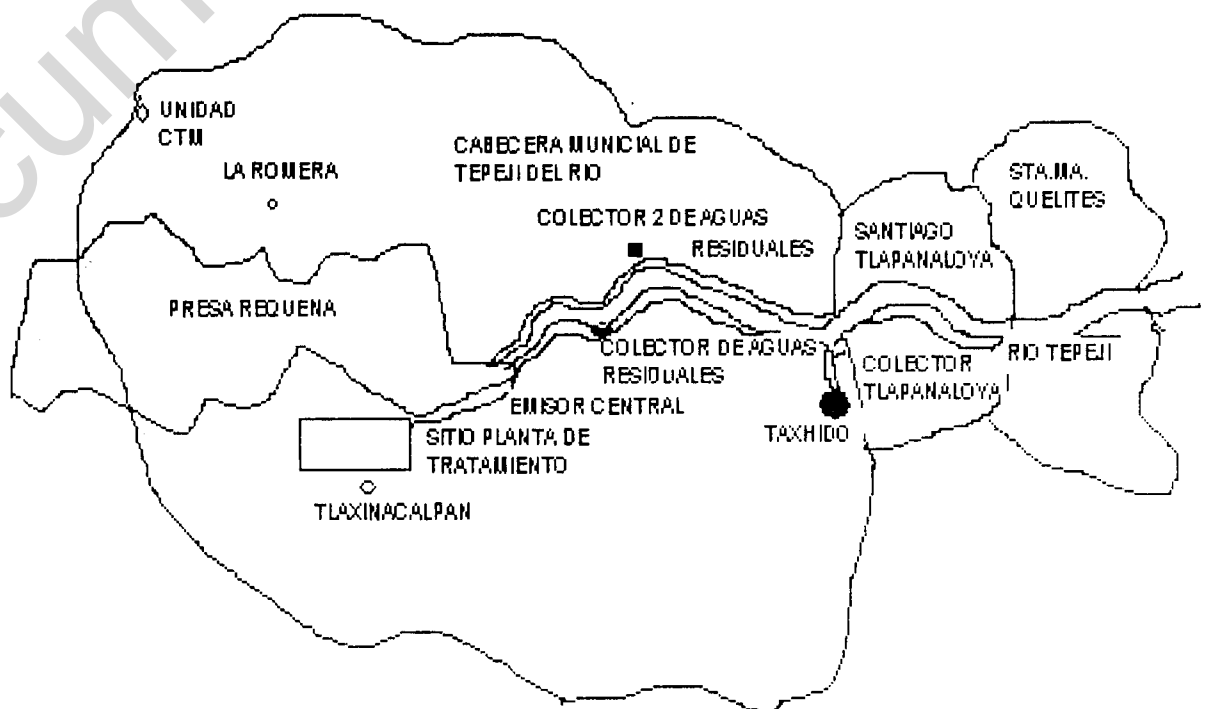 cum
UNIDAD
CTM
LA ROMERA
CABECERA MUNICIAL DE
TEPEJI DEL RIO
STA.MA.
QUELITES
COLECTOR 2 DE AGUAS
RESIDUALES
SANTIAGO
TLAPANALOYA
PRESA REQUENA
COLECTOR DE AGUAS
RESIDUALES
RIO TEPEJI
COLECTOR
TLAPANALOYA
EMISOR CENTRAL
TAXHIDO
SITIO PLANTA DE
TRATAMIENTO
TLAXINACALPAN